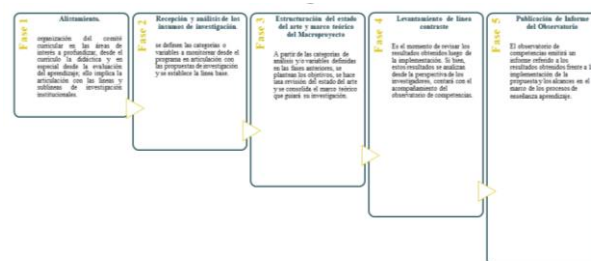 Fase 1
Alistamiento.
organización del comité
curricular en las áreas de
interés a profundizar, desde el
currículo la didáctica y en
especial desde la evaluación
del aprendizaje; ello implica la
articulación con las líneas y
sublíneas de investigación
institucionales.
Fase 2
Recepción y análisis de los
insumos de investigación.
se definen las categorías o
variables a monitorear desde el
programa en articulación con
las propuestas de investigación
y se establece la línea base.
Fase 3
Estructuración del estado
del arte y marco teórico
del Macroproyecto
A partir de las categorías de
análisis y/o variables definidas
en las fases anteriores, se
plantean los objetivos, se hace
una revisión del estado del arte
y se consolida el marco teórico
que guiará su investigación.
Fase 4
Levantamiento de línea
contraste
Es el momento de revisar los
resultados obtenidos luego de
la implementación. Si bien,
estos resultados se analizan
desde la perspectiva de los
investigadores, contará con el
acompañamiento del
observatorio de competencias.
Fase 5
Publicación de Informe
del Observatorio
El observatorio de
competencias emitirá un
informe referido a los
resultados obtenidos frente a la
implementación de la
propuesta y los alcances en el
marco de los procesos de
enseñanza aprendizaje.